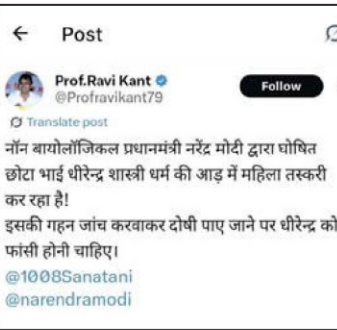 Post
Prof.Ravi Kant
@Profravikant79
Follow
Translate post
नॉन बायोलॉजिकल प्रधानमंत्री नरेंद्र मोदी द्वारा घोषित
छोटा भाई धीरेन्द्र शास्त्री धर्म की आड़ में महिला तस्करी
कर रहा है!
इसकी गहन जांच करवाकर दोषी पाए जाने पर धीरेन्द्र को
फांसी होनी चाहिए।
@1008Sanatani
@narendramodi